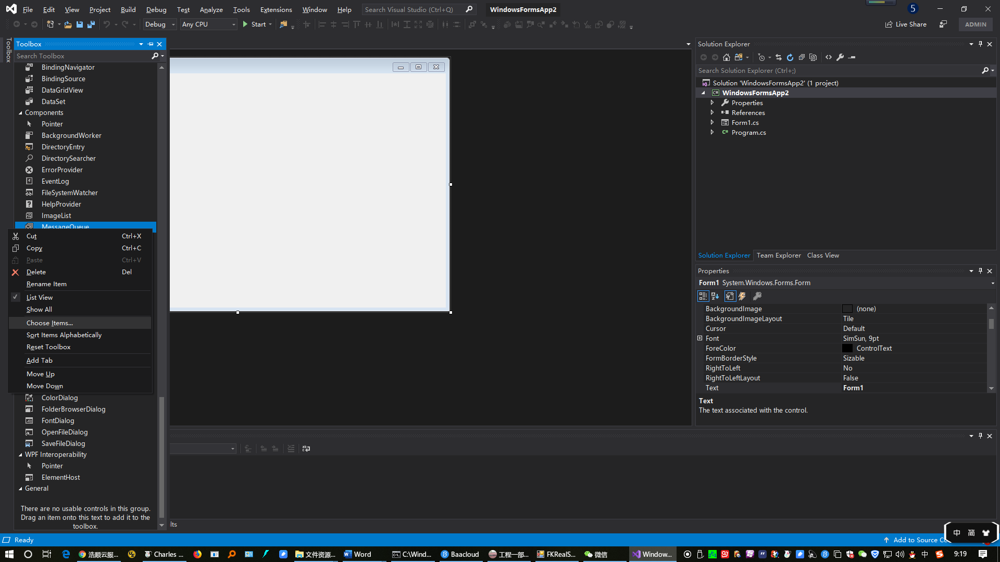 File Edit View Project Build Debug Test Analyze Tools Extensions Window Help Search Visual Studio (Ctrl+Q) WindowsFormsApp2 5
Debug Any CPU Start Live Share ADMIN
Toolbox
Toolbox
Search Toolbox
BindingNavigator
BindingSource
DataGridView
DataSet
Components
Pointer
BackgroundWorker
DirectoryEntry
DirectorySearcher
ErrorProvider
EventLog
FileSystemWatcher
HelpProvider
ImageList
MessageQueue
Cut Ctrl+X
Copy Ctrl+C
Paste Ctrl+V
Delete Del
Rename Item
List View
Show All
Choose Items...
Sort Items Alphabetically
Reset Toolbox
Add Tab
Move Up
Move Down
ColorDialog
FolderBrowserDialog
FontDialog
OpenFileDialog
SaveFileDialog
WPF Interoperability
Pointer
ElementHost
General
There are no usable controls in this group.
Drag an item onto this text to add it to the
toolbox.
lts
Solution Explorer
Search Solution Explorer (Ctrl+;)
Solution 'WindowsFormsApp2' (1 project)
C# WindowsFormsApp2
Properties
References
Form1.cs
C# Program.cs
Solution Explorer Team Explorer Class View
Properties
Form1 System.Windows.Forms.Form
BackgroundImage (none)
BackgroundImageLayout Tile
Cursor Default
Font SimSun, 9pt
ForeColor ControlText
FormBorderStyle Sizable
RightToLeft No
RightToLeftLayout False
Text Form1
Text
The text associated with the control.
Ready Add to Source Co
中 简
浩顺云服... Charles ... 文件资源... Word C:\Wind... Baacloud 工程一部... FKRealS... 微信 Window... 中 9:19